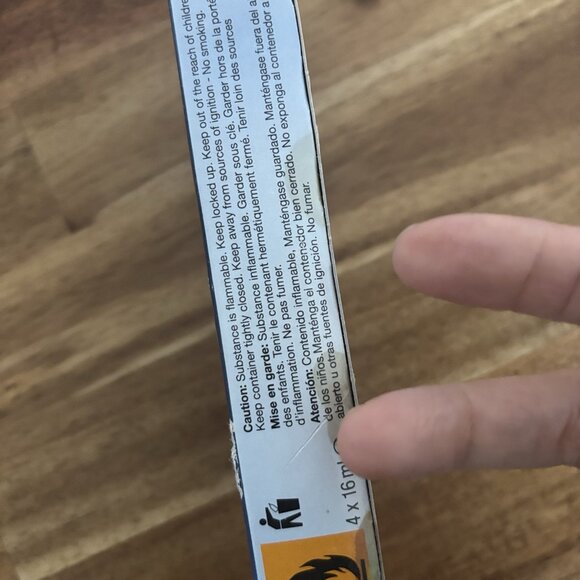 Caution: Substance is flammable. Keep locked up. Keep out of the reach of
Keep container tightly closed. Keep away from sources of ignition - No smoking.
Mise en garde: Substance inflammable. Garder sous clé. Garder hors de la
des enfants. Tenir le contenant hermétiquement fermé. Tenir loin des sources
d'inflammation. Ne pas fumer.
Atención: Contenido inflamable, Manténgase guardado. Manténgase fuera del
de los niños.Manténga el contenedor bien cerrado. No exponga al contenedor a
abierto u otras fuentes de ignición. No fumar.
4 x 16 ml